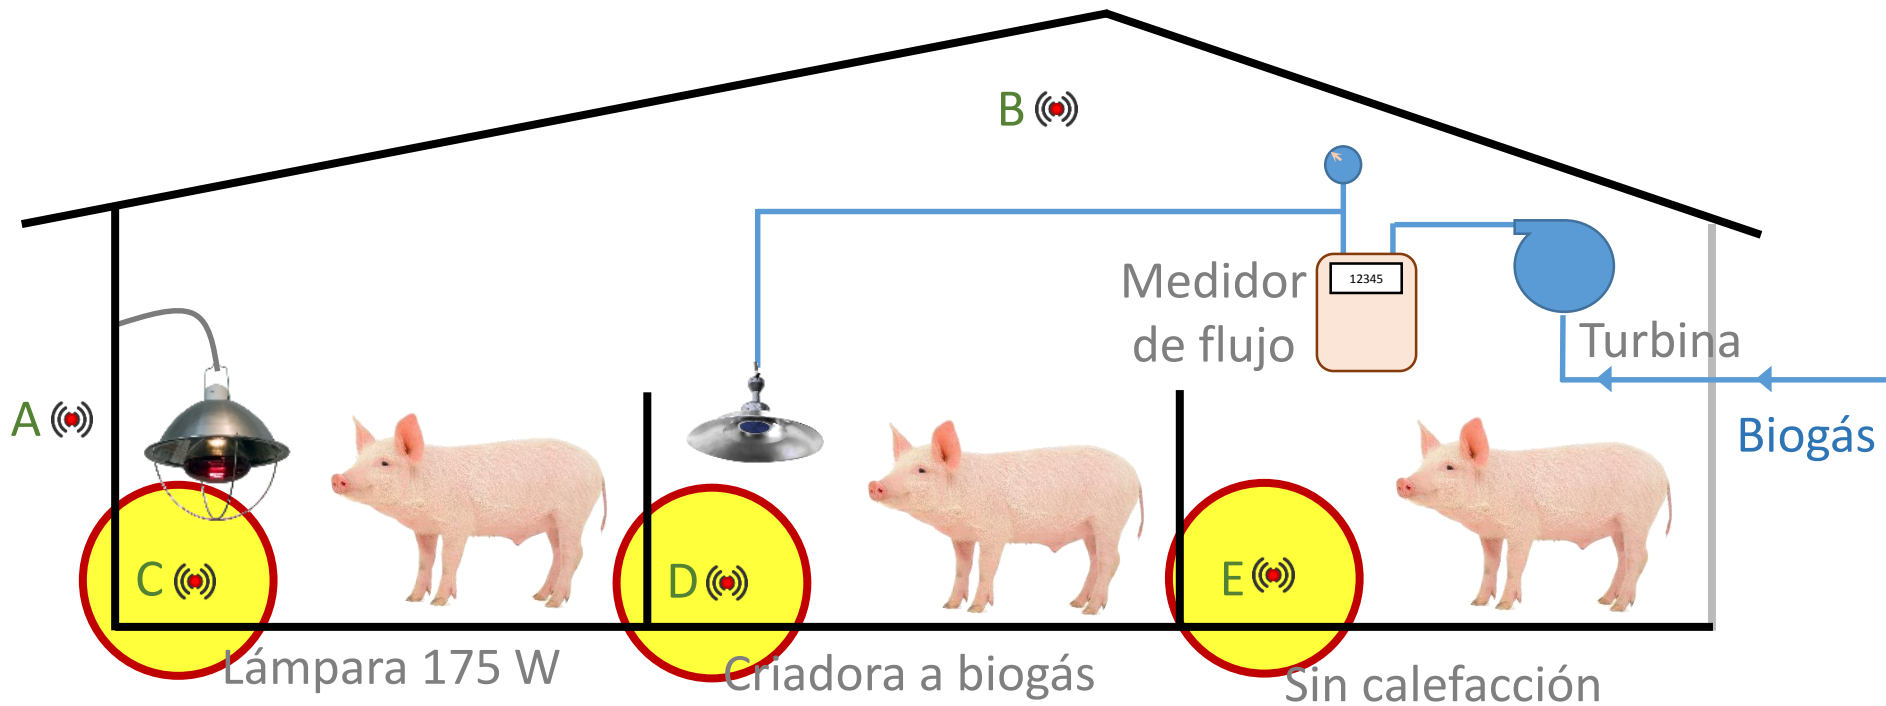 B
Medidor
de flujo
12345
Turbina
Biogás
A
C
D
E
Lámpara 175 W
Criadora a biogás
Sin calefacción